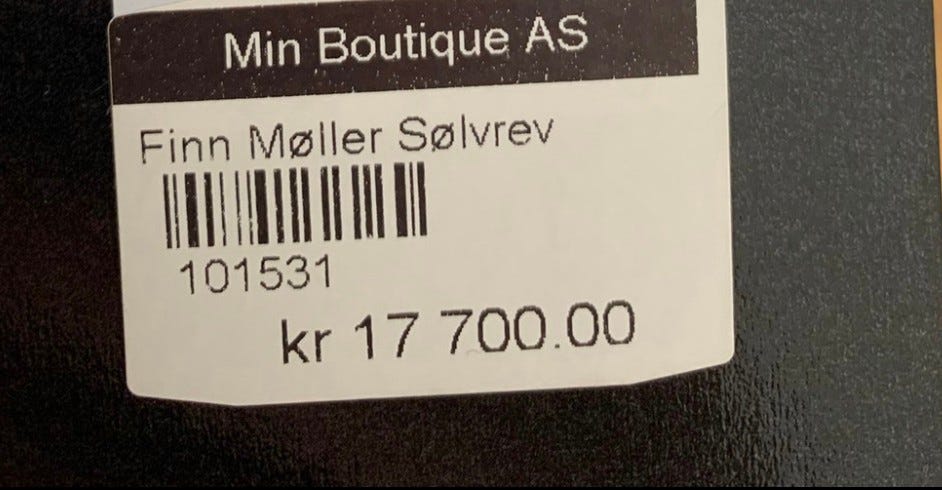 Min Boutique AS
Finn Møller Sølvrev
101531
kr 17 700.00